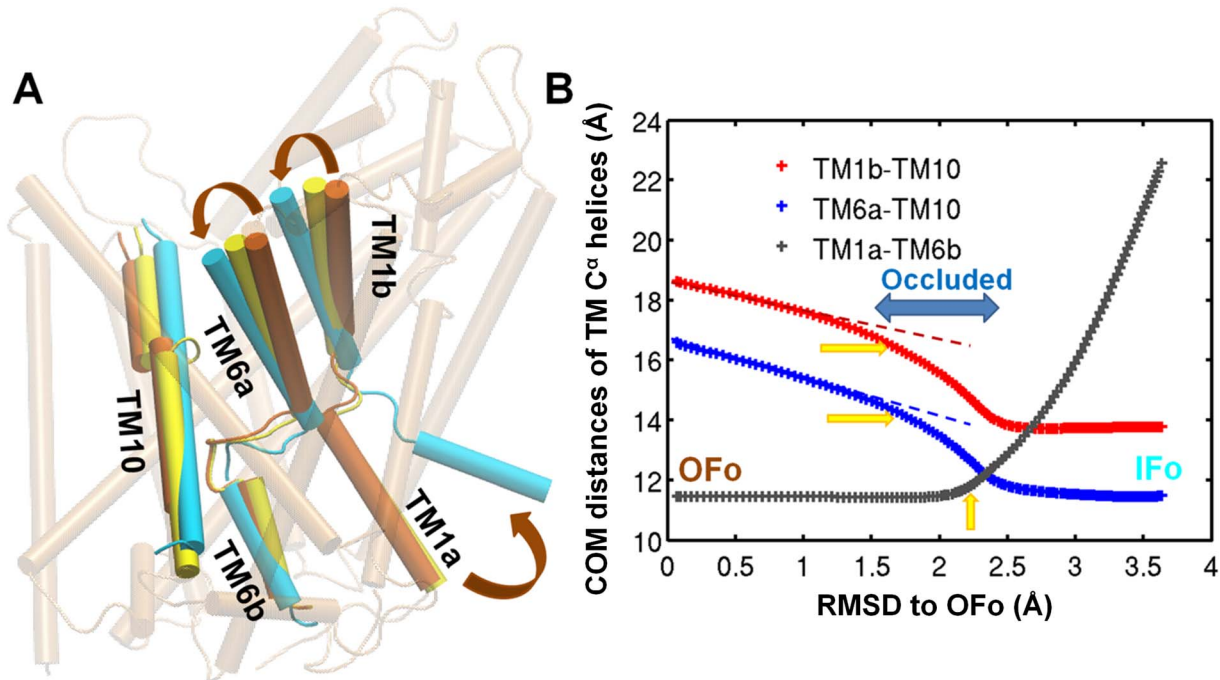 A
TM1b
TM6a
TM10
TM1a
TM6b
B
COM distances of TM Cα helices (Å)
24
22
20
18
16
14
12
10
TM1b-TM10
TM6a-TM10
TM1a-TM6b
Occluded
OFo
IFo
0 0.5 1 1.5 2 2.5 3 3.5 4
RMSD to OFo (Å)